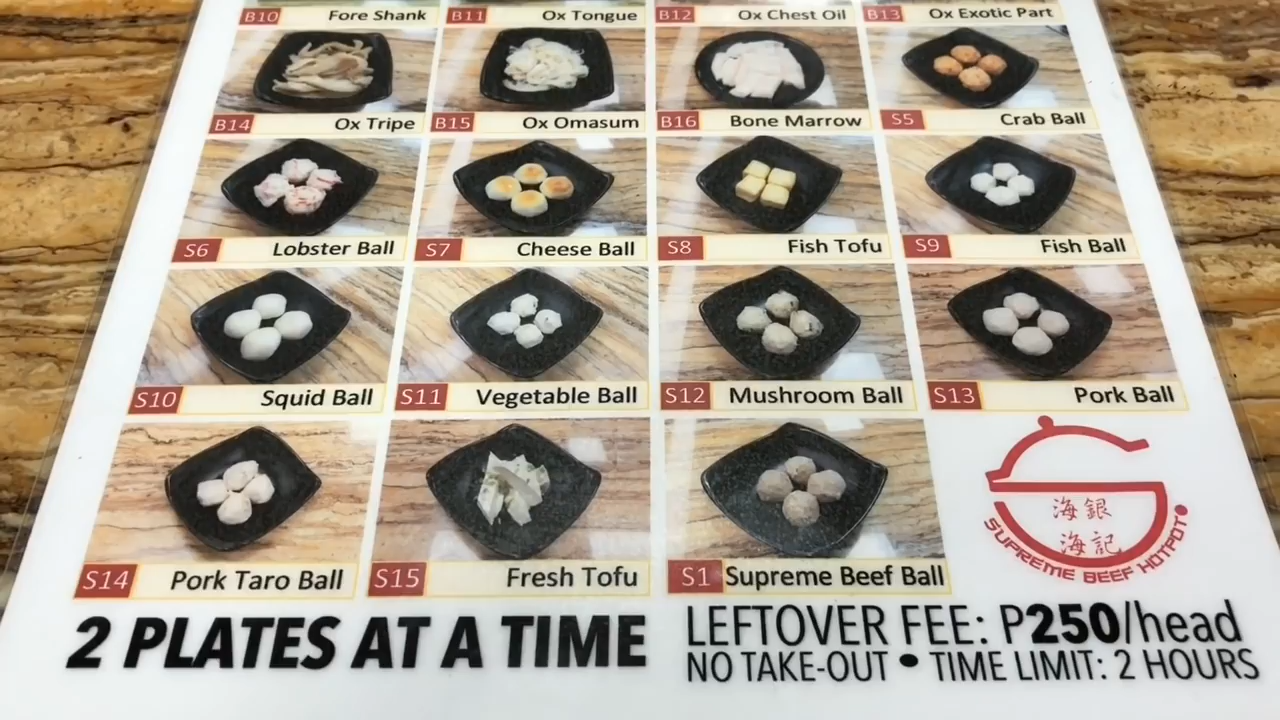 B10 Fore Shank B11 Ox Tongue B12 Ox Chest Oil B13 Ox Exotic Part
B14 Ox Tripe B15 Ox Omasum B16 Bone Marrow S5 Crab Ball
S6 Lobster Ball S7 Cheese Ball S8 Fish Tofu S9 Fish Ball
S10 Squid Ball S11 Vegetable Ball S12 Mushroom Ball S13 Pork Ball
海銀
海記
SUPREME BEEF HOTPOT
S14 Pork Taro Ball S15 Fresh Tofu S1 Supreme Beef Ball
2 PLATES AT A TIME
LEFTOVER FEE: P250/head
NO TAKE-OUT • TIME LIMIT: 2 HOURS